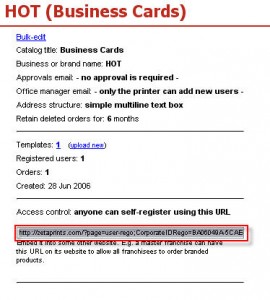 HOT (Business Cards)
Bulk-edit
Catalog title: Business Cards
Business or brand name: HOT
Approvals email: - no approval is required -
Office manager email: - only the printer can add new users -
Address structure: simple multiline text box
Retain deleted orders for: 6 months
Templates: 1 (upload new)
Registered users: 1
Orders: 1
Created: 28 Jun 2006
Access control: anyone can self-register using this URL
http://zetaprints.com/?page=user-rego;CorporateIDRego=BA06049A-5CAE
Embed it into some other website. E.g. a master franchise can
have this URL on its website to allow all franchisees to order branded
products.